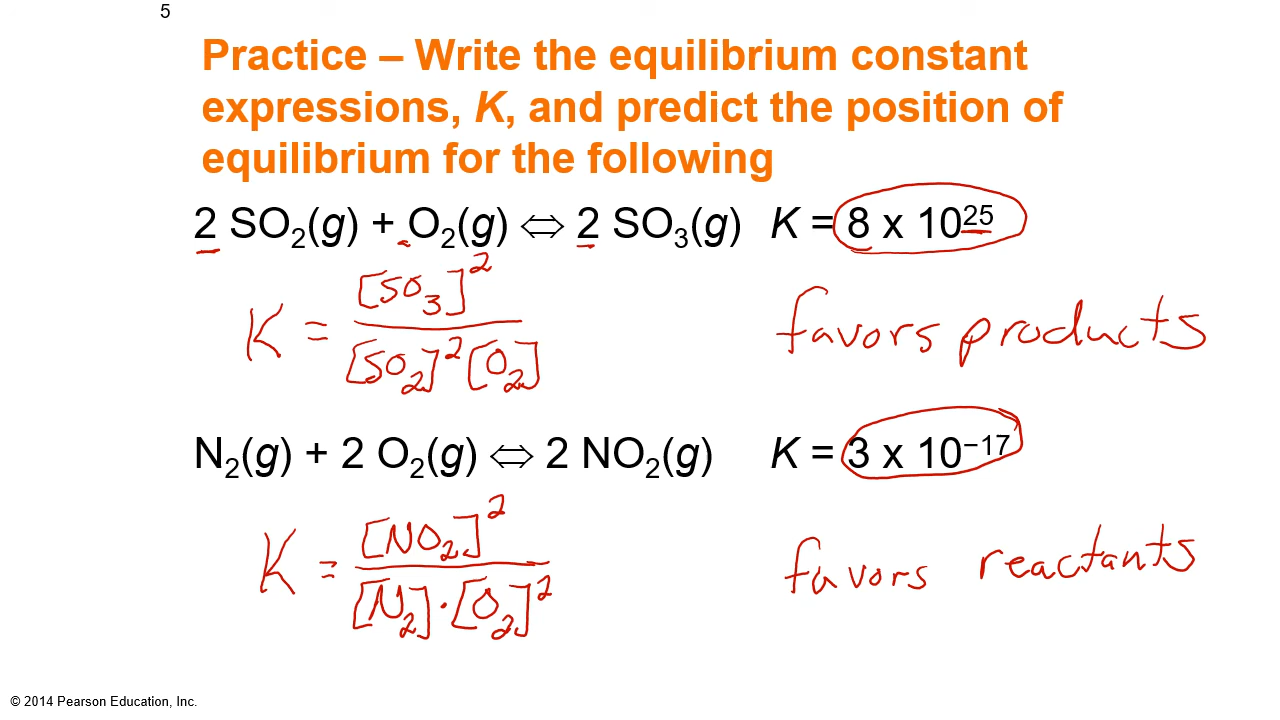 5
Practice – Write the equilibrium constant
expressions, K, and predict the position of
equilibrium for the following
2 SO₂(g) + O₂(g) ⇔ 2 SO₃(g) K = 8 x 10²⁵
K = [SO₃]² / [SO₂]² [O₂]
favors products
N₂(g) + 2 O₂(g) ⇔ 2 NO₂(g) K = 3 x 10⁻¹⁷
K = [NO₂]² / [N₂]·[O₂]²
favors reactants
© 2014 Pearson Education, Inc.